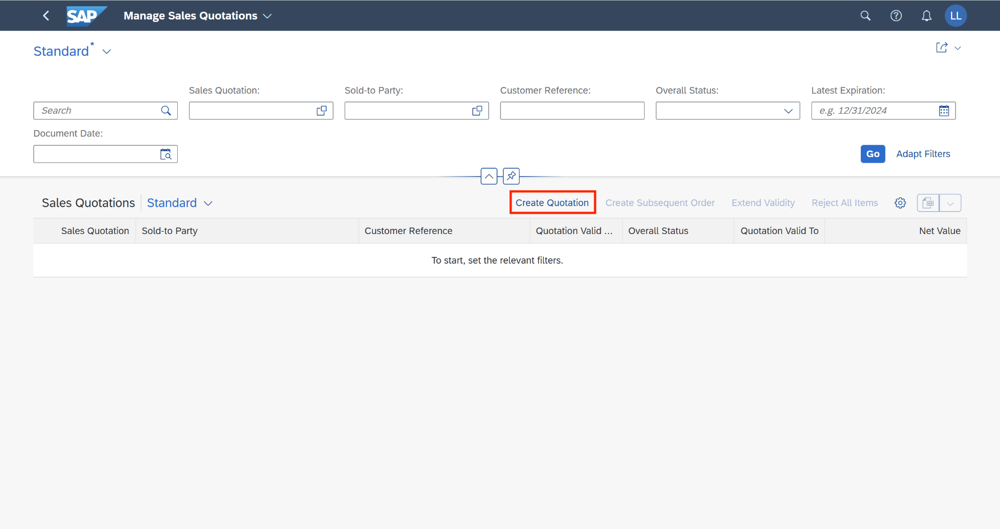 SAP Manage Sales Quotations LL
Standard*
Sales Quotation: Sold-to Party: Customer Reference: Overall Status: Latest Expiration:
Search e.g. 12/31/2024
Document Date:
Go Adapt Filters
Sales Quotations Standard Create Quotation Create Subsequent Order Extend Validity Reject All Items
Sales Quotation Sold-to Party Customer Reference Quotation Valid ... Overall Status Quotation Valid To Net Value
To start, set the relevant filters.